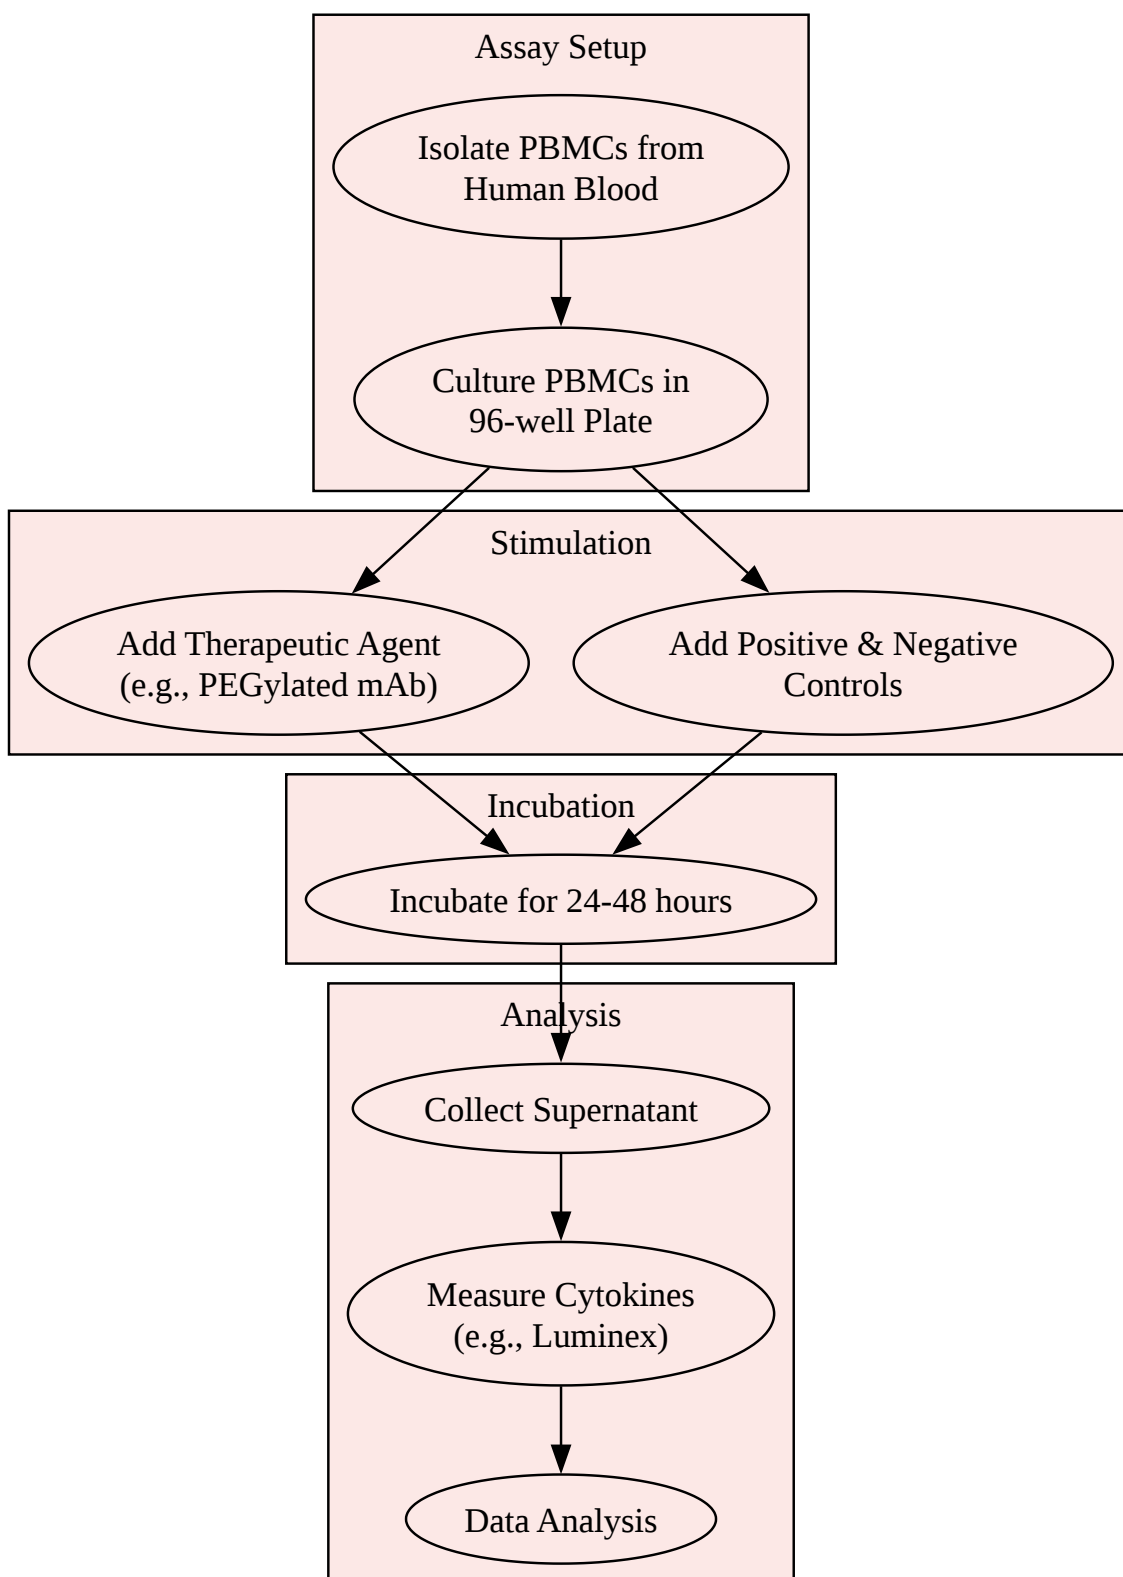 Assay Setup
Isolate PBMCs from
Human Blood
Culture PBMCs in
96-well Plate
Stimulation
Add Therapeutic Agent
(e.g., PEGylated mAb)
Add Positive & Negative
Controls
Incubation
Incubate for 24-48 hours
Analysis
Collect Supernatant
Measure Cytokines
(e.g., Luminex)
Data Analysis